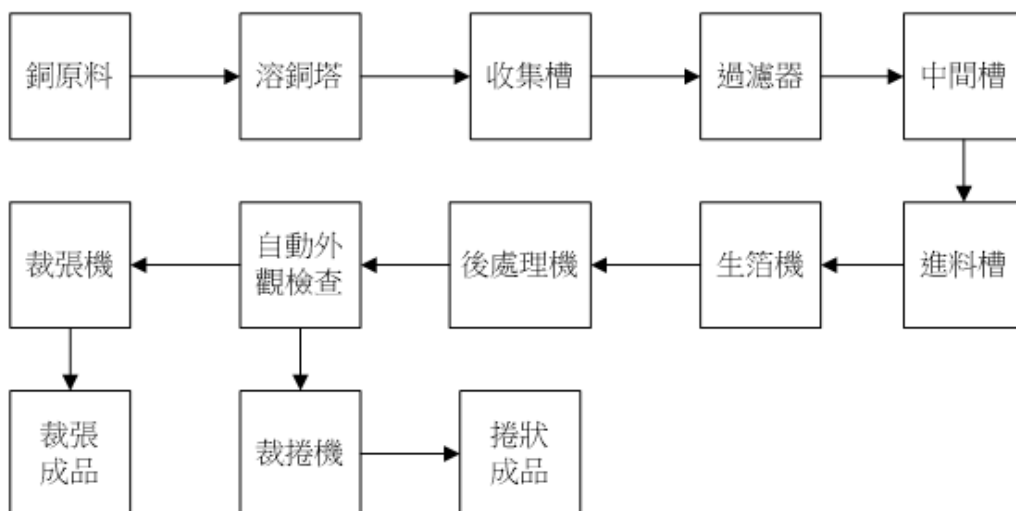 銅原料
溶銅塔
收集槽
過濾器
中間槽
裁張機
自動外
觀檢查
後處理機
生箔機
進料槽
裁張
成品
裁捲機
捲狀
成品